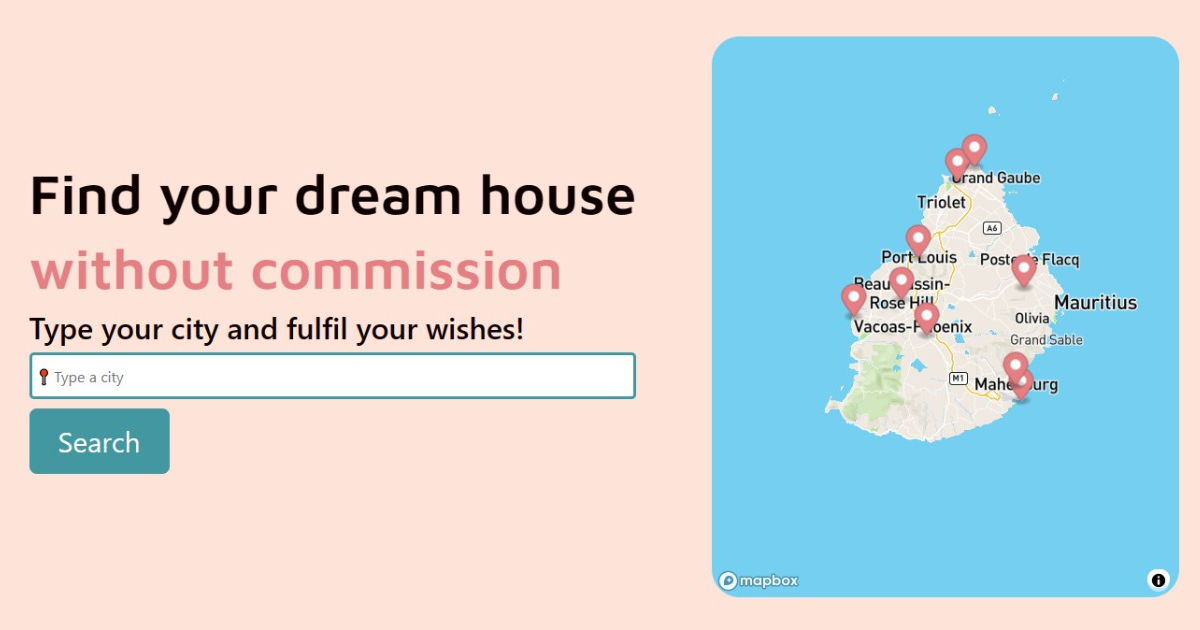 Find your dream house
without commission
Type your city and fulfil your wishes!
Type a city
Search
Grand Gaube
Triolet
A6
Port Louis
Poste de Flacq
Beau Bassin-
Rose Hill
Mauritius
Olivia
Vacoas-Phoenix
Grand Sable
M1
Mahebourg
mapbox